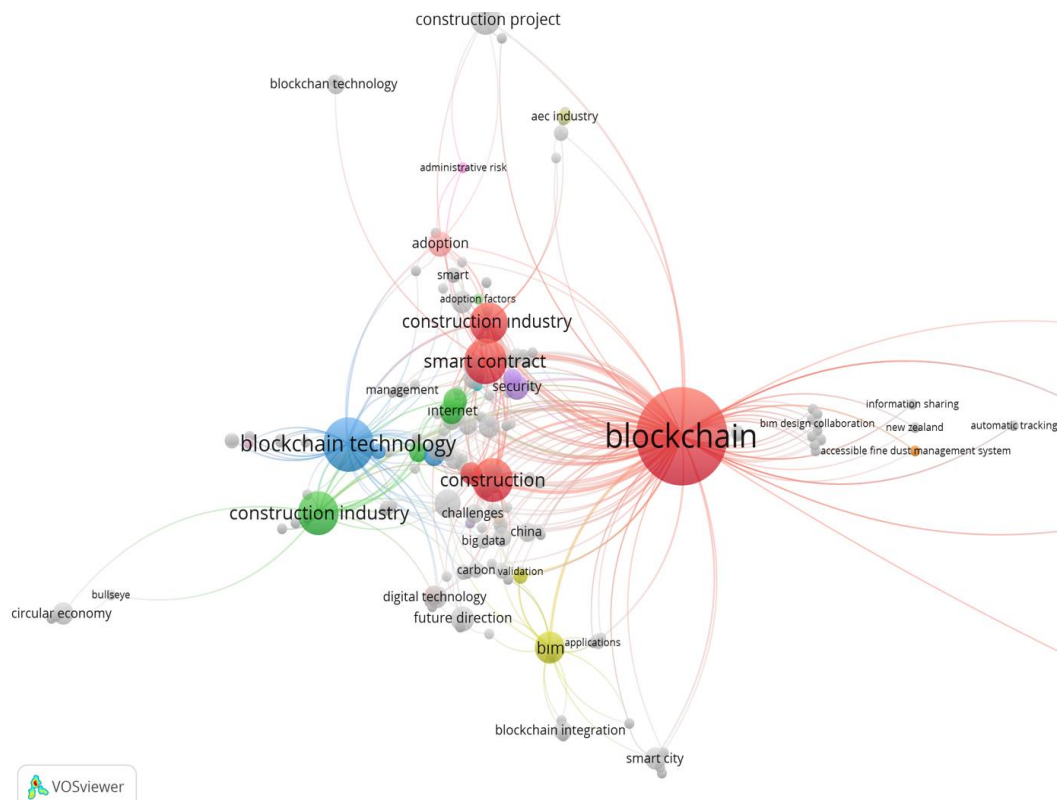 construction project
blockchan technology
aec industry
administrative risk
adoption
smart
adoption factors
construction industry
smart contract
management
security
internet
information sharing
bim design collaboration
new zealand
automatic tracking
blockchain
blockchain technology
accessible fine dust management system
construction
construction industry
challenges
china
big data
carbon
validation
bullseye
digital technology
circular economy
future direction
bim
applications
blockchain integration
smart city
VOSviewer